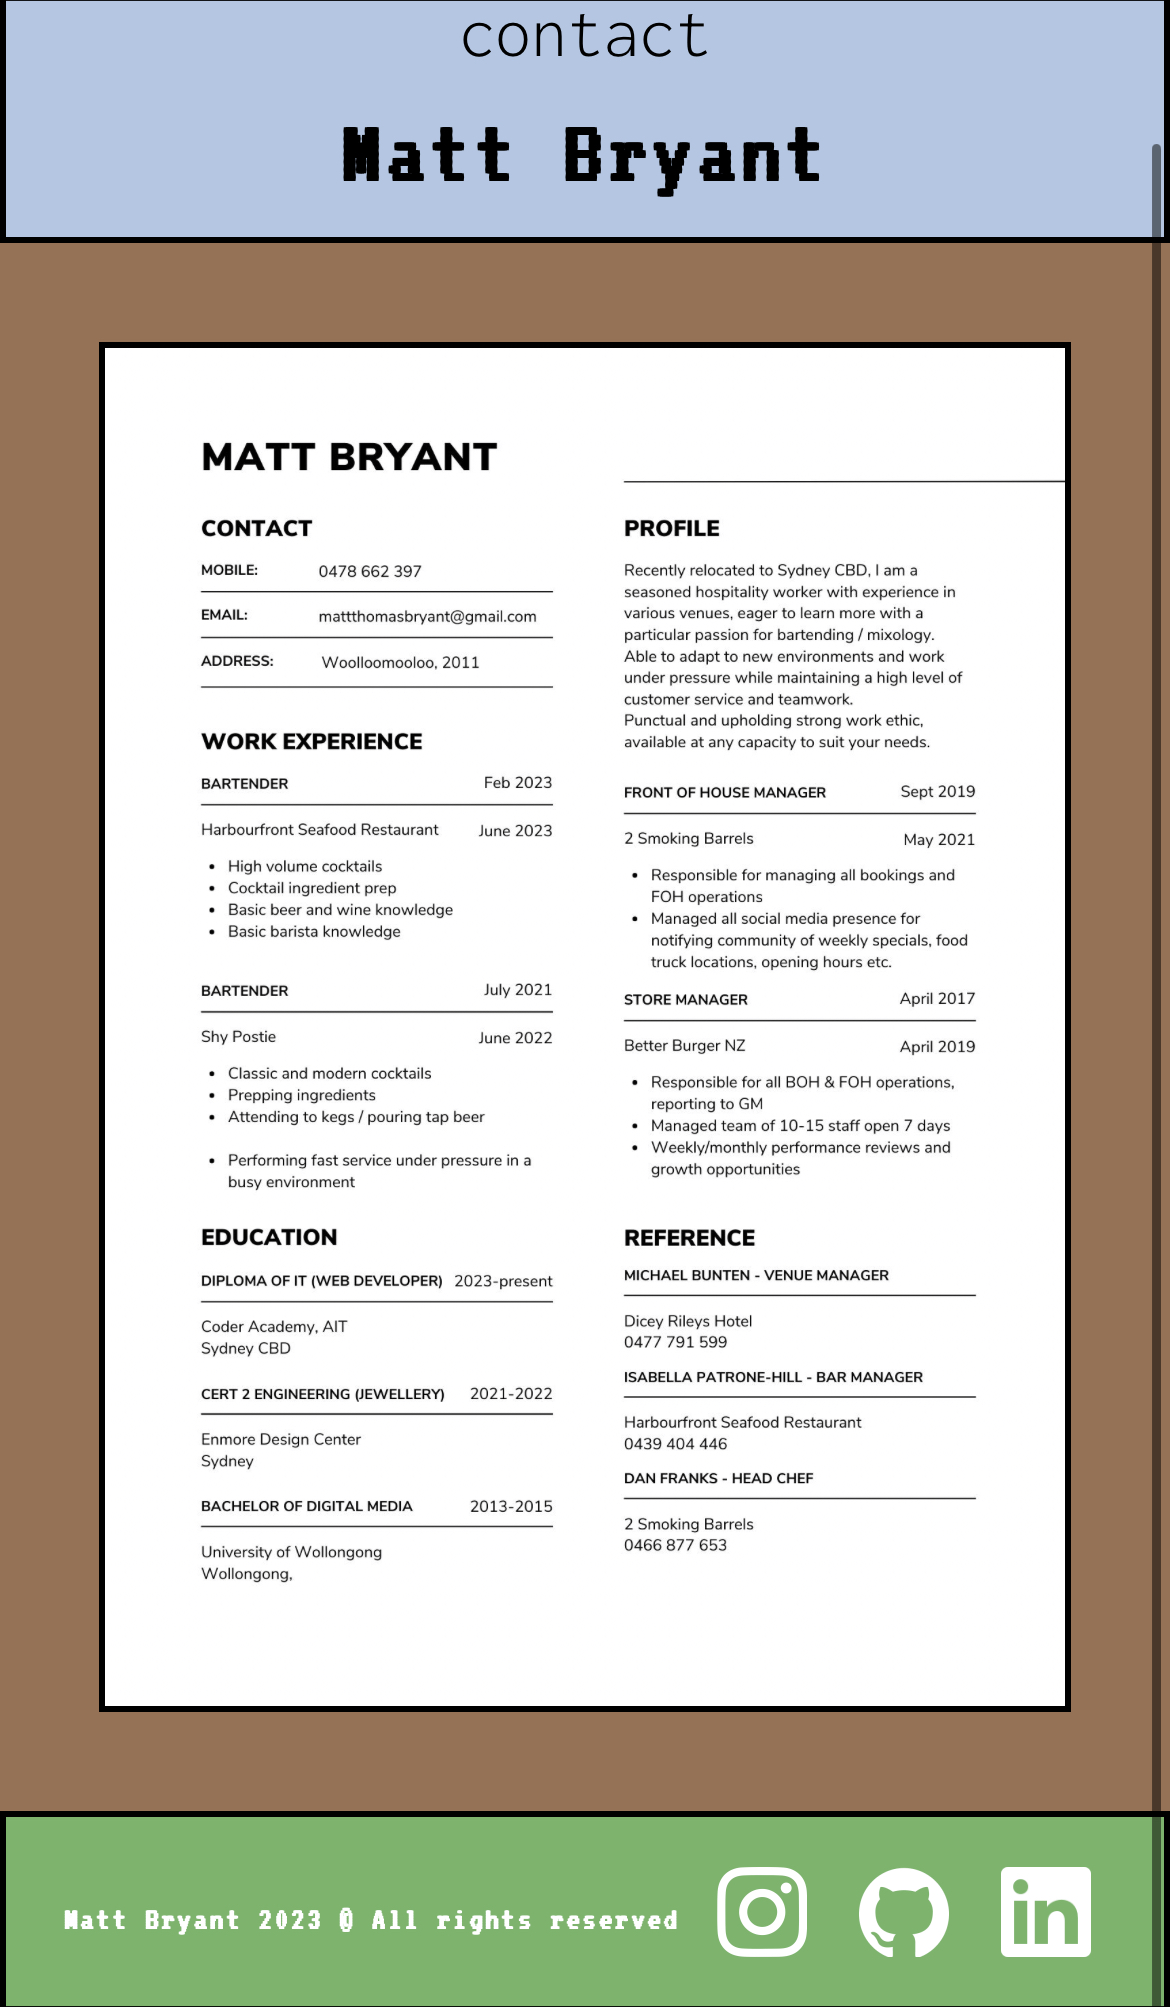 contact
Matt Bryant
MATT BRYANT
CONTACT
MOBILE: 0478 662 397
EMAIL: mattthomasbryant@gmail.com
ADDRESS: Woolloomooloo, 2011
WORK EXPERIENCE
BARTENDER Feb 2023
Harbourfront Seafood Restaurant June 2023
• High volume cocktails
• Cocktail ingredient prep
• Basic beer and wine knowledge
• Basic barista knowledge
BARTENDER July 2021
Shy Postie June 2022
• Classic and modern cocktails
• Prepping ingredients
• Attending to kegs / pouring tap beer
• Performing fast service under pressure in a
busy environment
EDUCATION
DIPLOMA OF IT (WEB DEVELOPER) 2023-present
Coder Academy, AIT
Sydney CBD
CERT 2 ENGINEERING (JEWELLERY) 2021-2022
Enmore Design Center
Sydney
BACHELOR OF DIGITAL MEDIA 2013-2015
University of Wollongong
Wollongong,
PROFILE
Recently relocated to Sydney CBD, I am a
seasoned hospitality worker with experience in
various venues, eager to learn more with a
particular passion for bartending / mixology.
Able to adapt to new environments and work
under pressure while maintaining a high level of
customer service and teamwork.
Punctual and upholding strong work ethic,
available at any capacity to suit your needs.
FRONT OF HOUSE MANAGER Sept 2019
2 Smoking Barrels May 2021
• Responsible for managing all bookings and
FOH operations
• Managed all social media presence for
notifying community of weekly specials, food
truck locations, opening hours etc.
STORE MANAGER April 2017
Better Burger NZ April 2019
• Responsible for all BOH & FOH operations,
reporting to GM
• Managed team of 10-15 staff open 7 days
• Weekly/monthly performance reviews and
growth opportunities
REFERENCE
MICHAEL BUNTEN - VENUE MANAGER
Dicey Rileys Hotel
0477 791 599
ISABELLA PATRONE-HILL - BAR MANAGER
Harbourfront Seafood Restaurant
0439 404 446
DAN FRANKS - HEAD CHEF
2 Smoking Barrels
0466 877 653
Matt Bryant 2023 @ All rights reserved
in